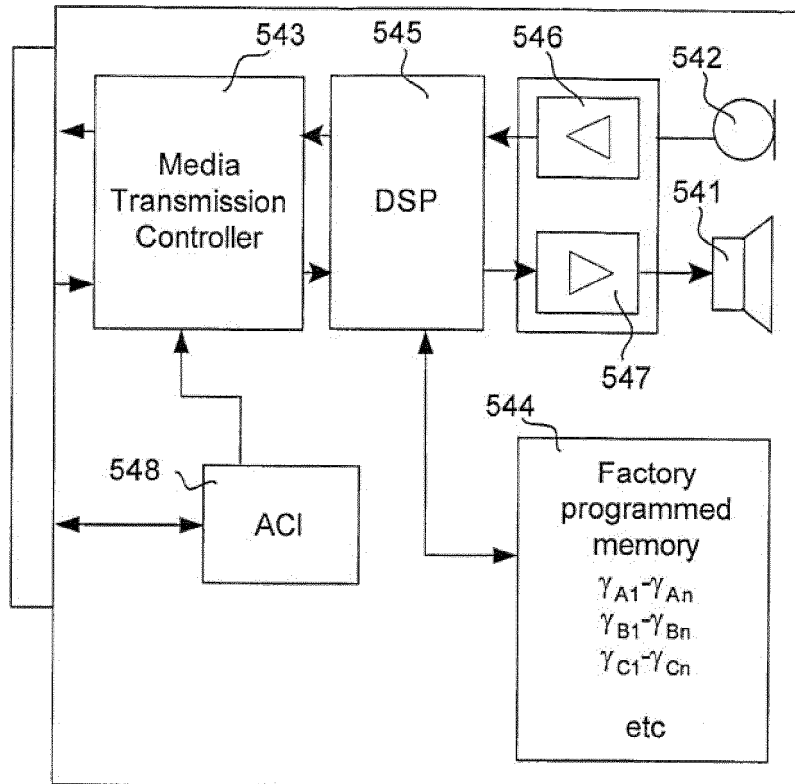 543
545
546
542
Media
Transmission
Controller
DSP
541
547
544
548
ACI
Factory
programmed
memory
γA1-γAn
γB1-γBn
γC1-γCn
etc